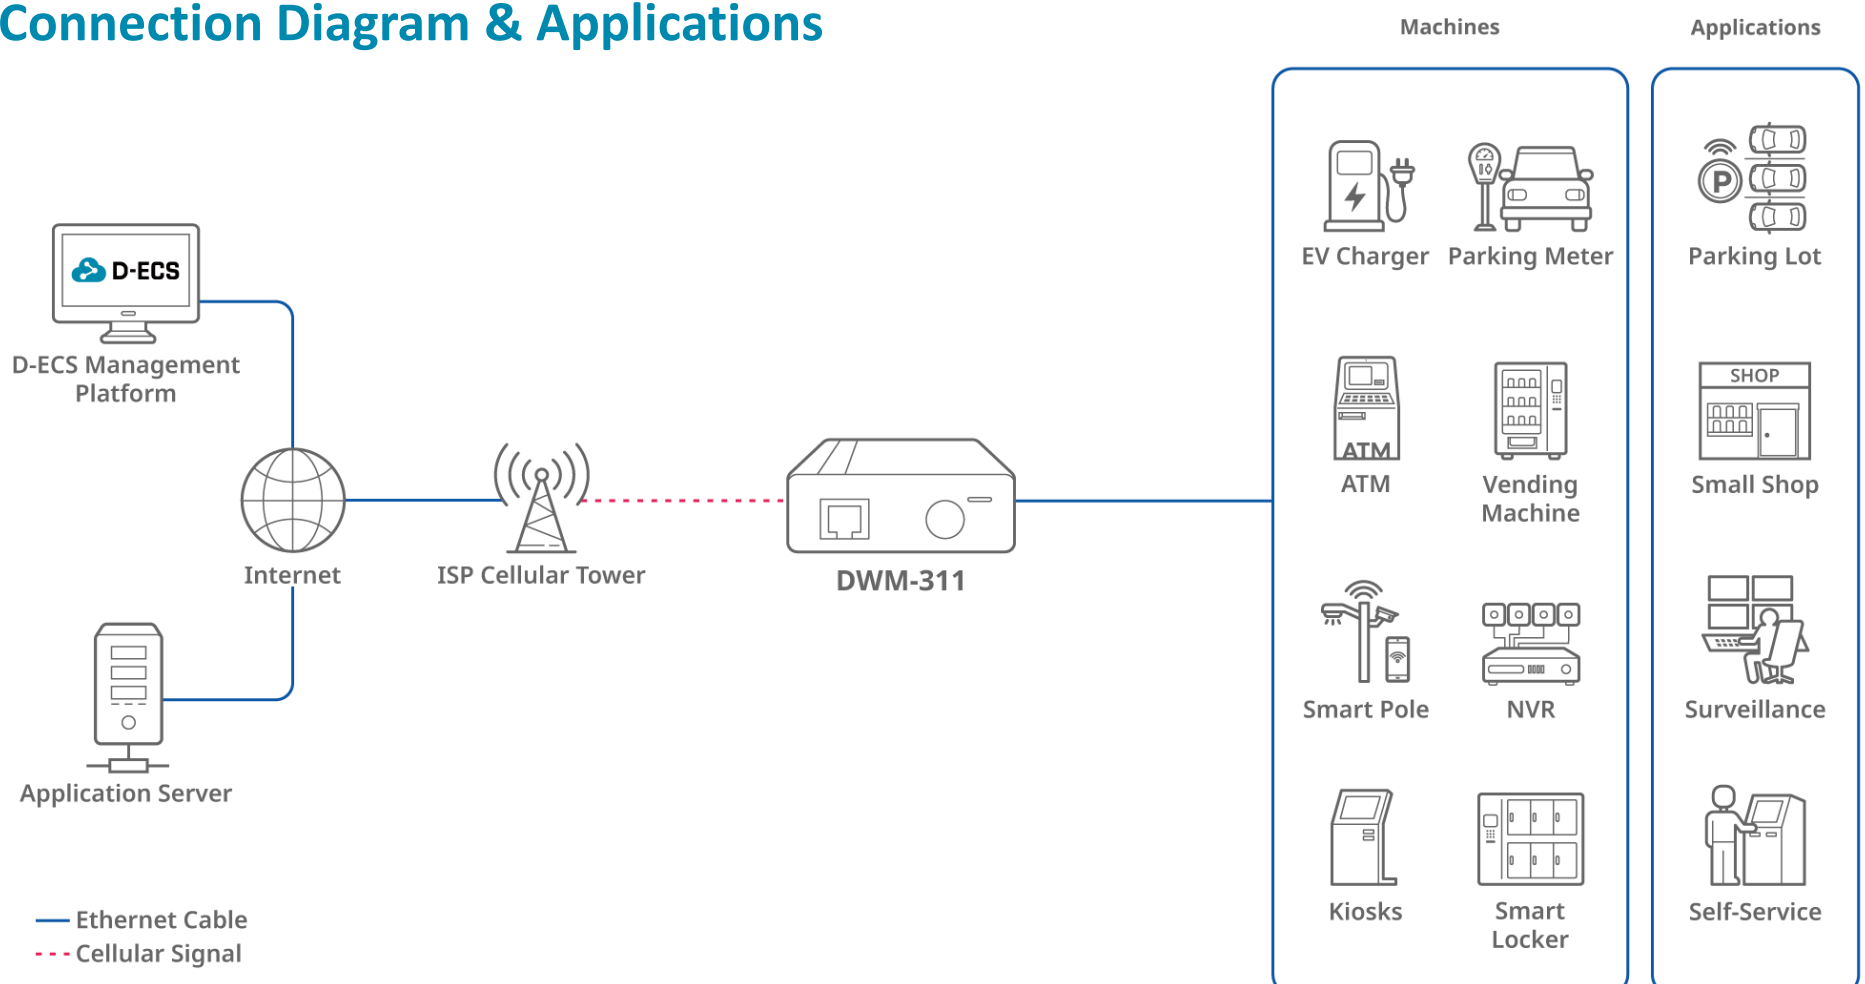 Connection Diagram & Applications
Machines
Applications
EV Charger
Parking Meter
P
Parking Lot
D-ECS
D-ECS Management
Platform
ATM
ATM
Vending
Machine
SHOP
Small Shop
Internet
ISP Cellular Tower
DWM-311
Smart Pole
NVR
Surveillance
Application Server
Kiosks
Smart
Locker
Self-Service
Ethernet Cable
Cellular Signal